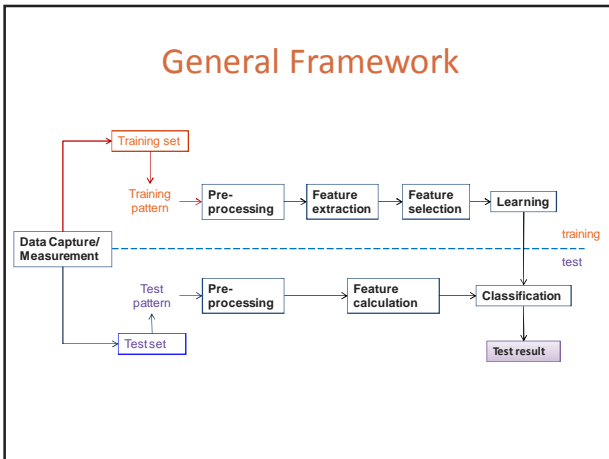 General Framework
Training set
Training
pattern
Pre-
processing
Feature
extraction
Feature
selection
Learning
training
Data Capture/
Measurement
test
Test
pattern
Pre-
processing
Feature
calculation
Classification
Test set
Test result